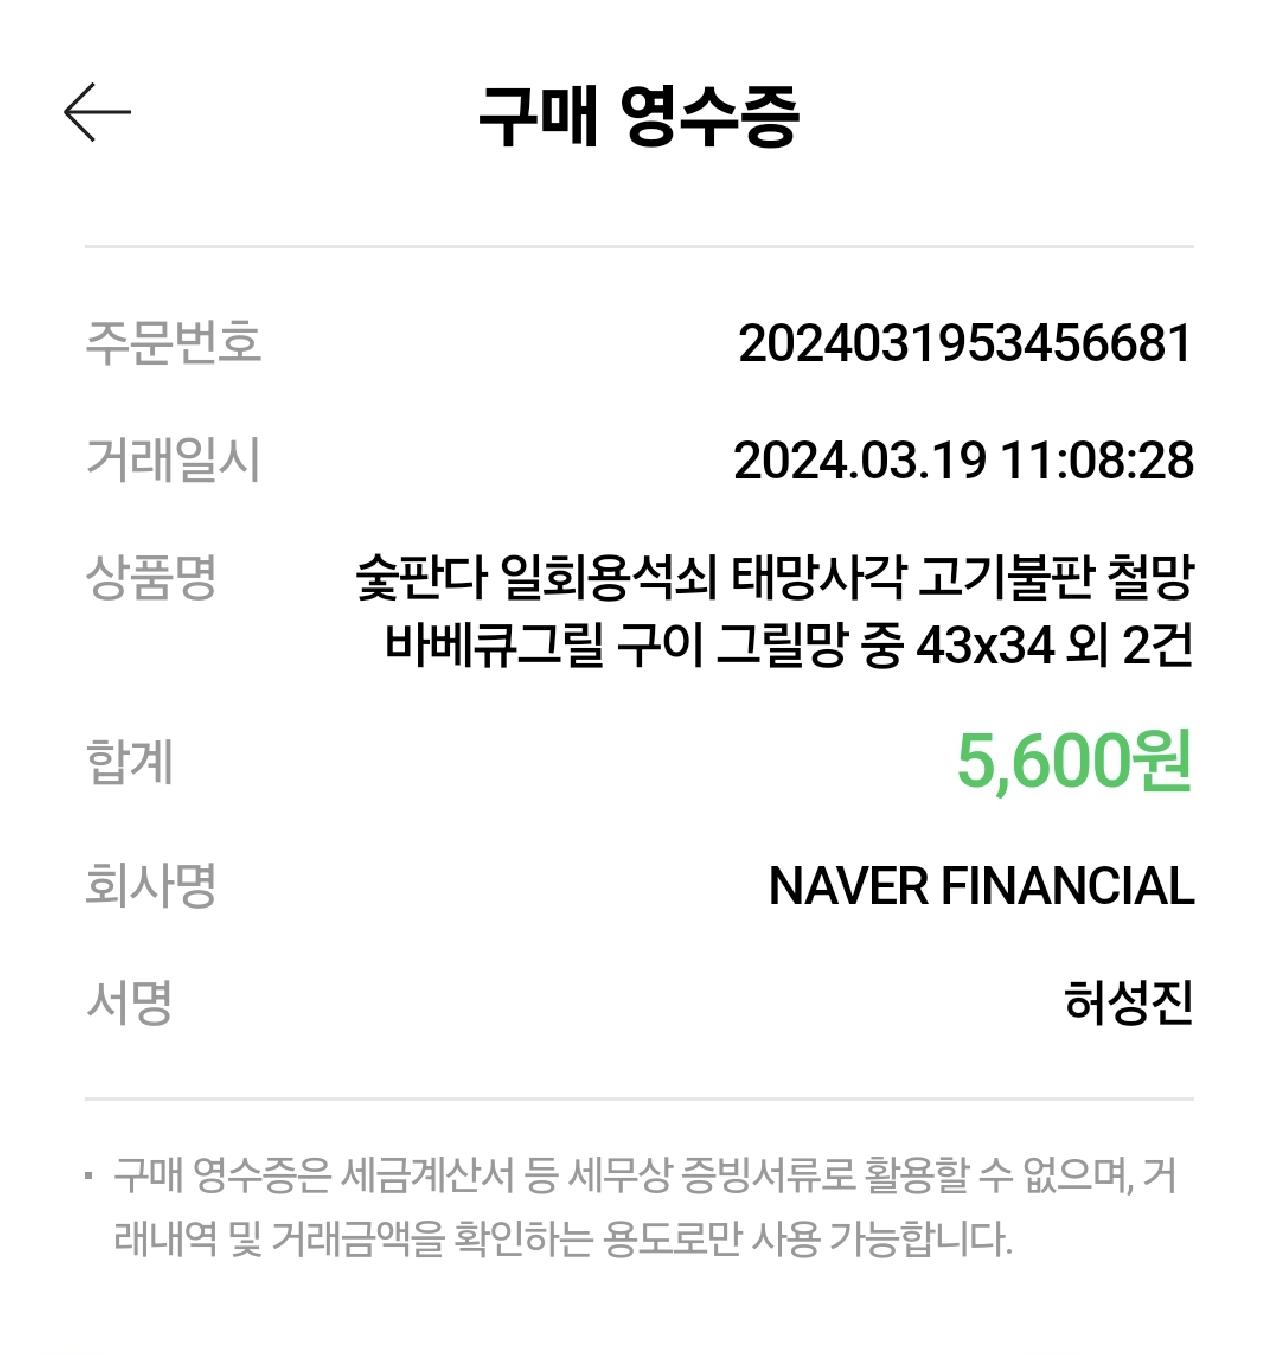 구매 영수증
주문번호 2024031953456681
거래일시 2024.03.19 11:08:28
상품명 숯판다 일회용석쇠 태망사각 고기불판 철망
바베큐그릴 구이 그릴망 중 43x34 외 2건
합계 5,600원
회사명 NAVER FINANCIAL
서명 허성진
· 구매 영수증은 세금계산서 등 세무상 증빙서류로 활용할 수 없으며, 거
래내역 및 거래금액을 확인하는 용도로만 사용 가능합니다.